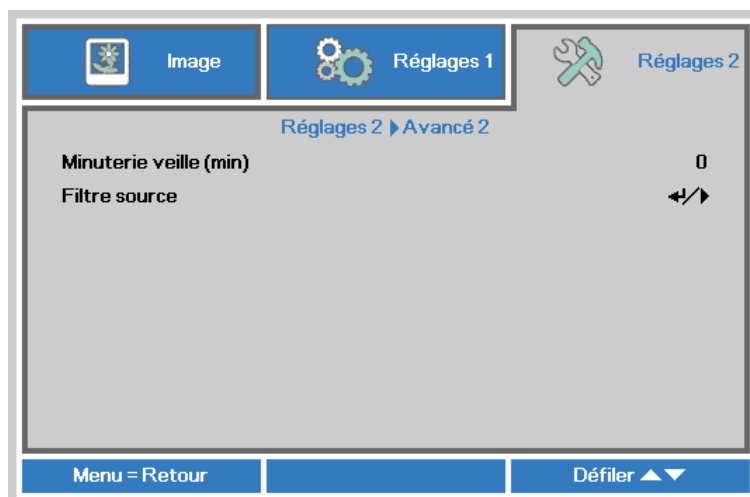 Image
Réglages 1
Réglages 2
Réglages 2 ▶ Avancé 2
Minuterie veille (min) 0
Filtre source ↵/▶
Menu = Retour
Défiler ▲▼